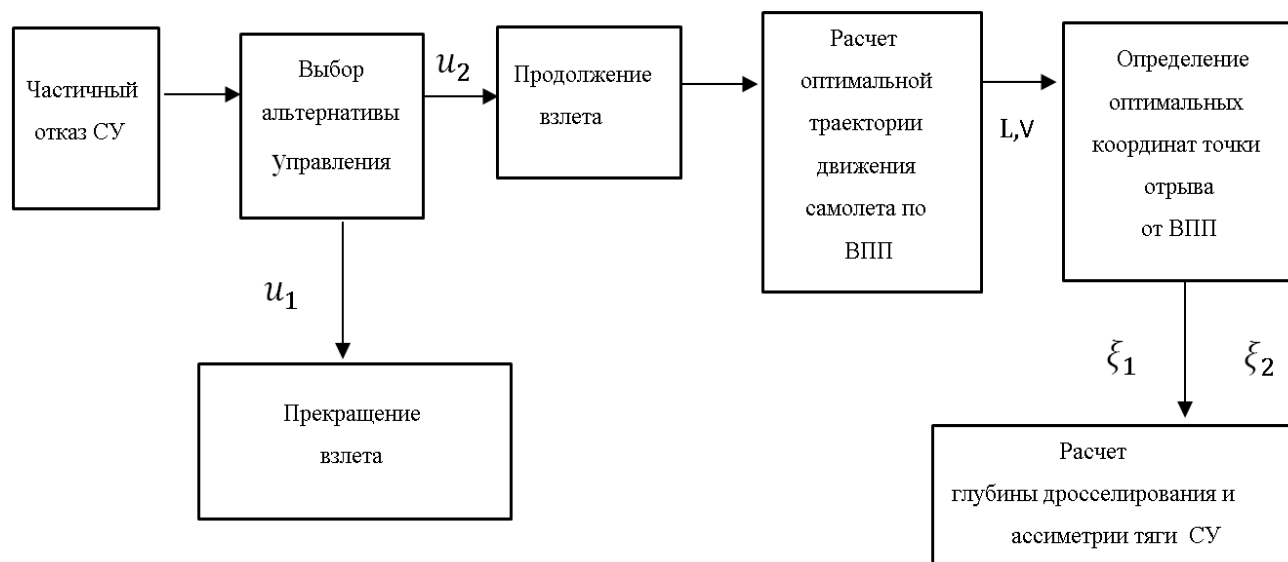 Частичный
отказ СУ
Выбор
альтернативы
управления
u₂
Продолжение
взлета
Расчет
оптимальной
траектории
движения
самолета по
ВПП
L,V
Определение
оптимальных
координат точки
отрыва
от ВПП
u₁
Прекращение
взлета
ξ₁ ξ₂
Расчет
глубины дросселирования и
ассиметрии тяги СУ